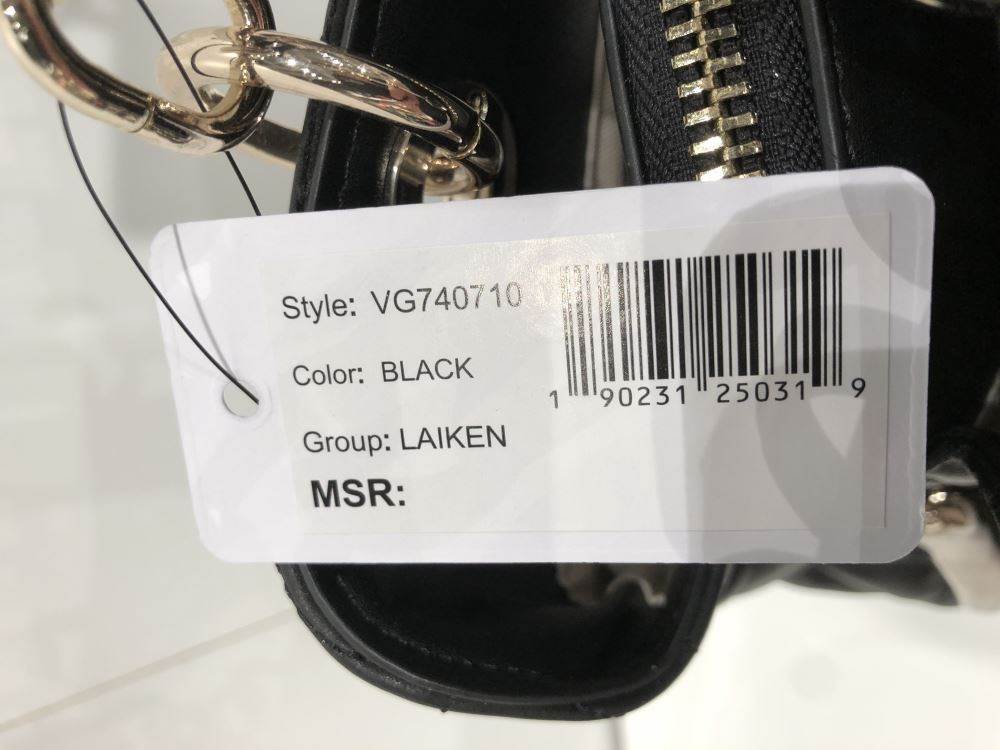 Style: VG740710
Color: BLACK
Group: LAIKEN
MSR:
1 90231 25031 9